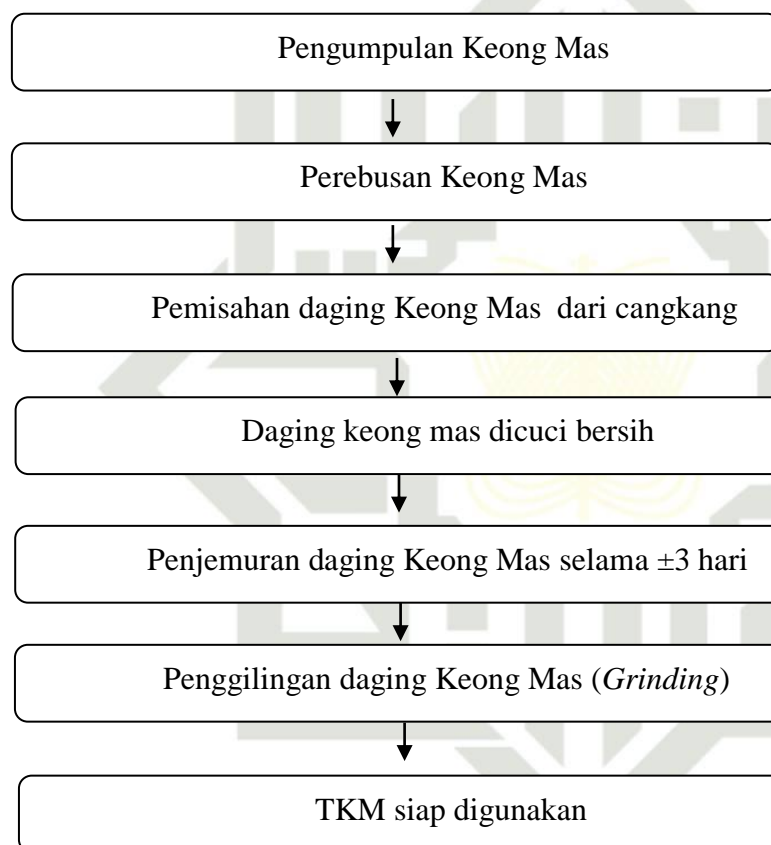 Pengumpulan Keong Mas
Perebusan Keong Mas
Pemisahan daging Keong Mas  dari cangkang
Daging keong mas dicuci bersih
Penjemuran daging Keong Mas selama ±3 hari
Penggilingan daging Keong Mas (Grinding)
TKM siap digunakan